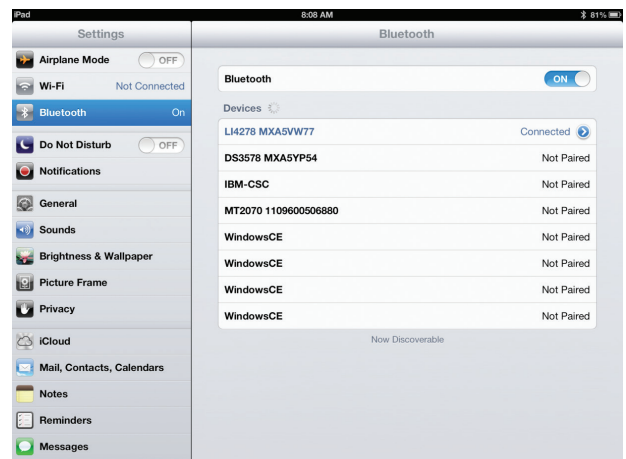 iPad 8:08 AM 81%
Settings
Airplane Mode OFF
Wi-Fi Not Connected
Bluetooth On
Do Not Disturb OFF
Notifications
General
Sounds
Brightness & Wallpaper
Picture Frame
Privacy
iCloud
Mail, Contacts, Calendars
Notes
Reminders
Messages
Bluetooth
Bluetooth ON
Devices
LI4278 MXA5VW77 Connected
DS3578 MXA5YP54 Not Paired
IBM-CSC Not Paired
MT2070 1109600506880 Not Paired
WindowsCE Not Paired
WindowsCE Not Paired
WindowsCE Not Paired
WindowsCE Not Paired
Now Discoverable